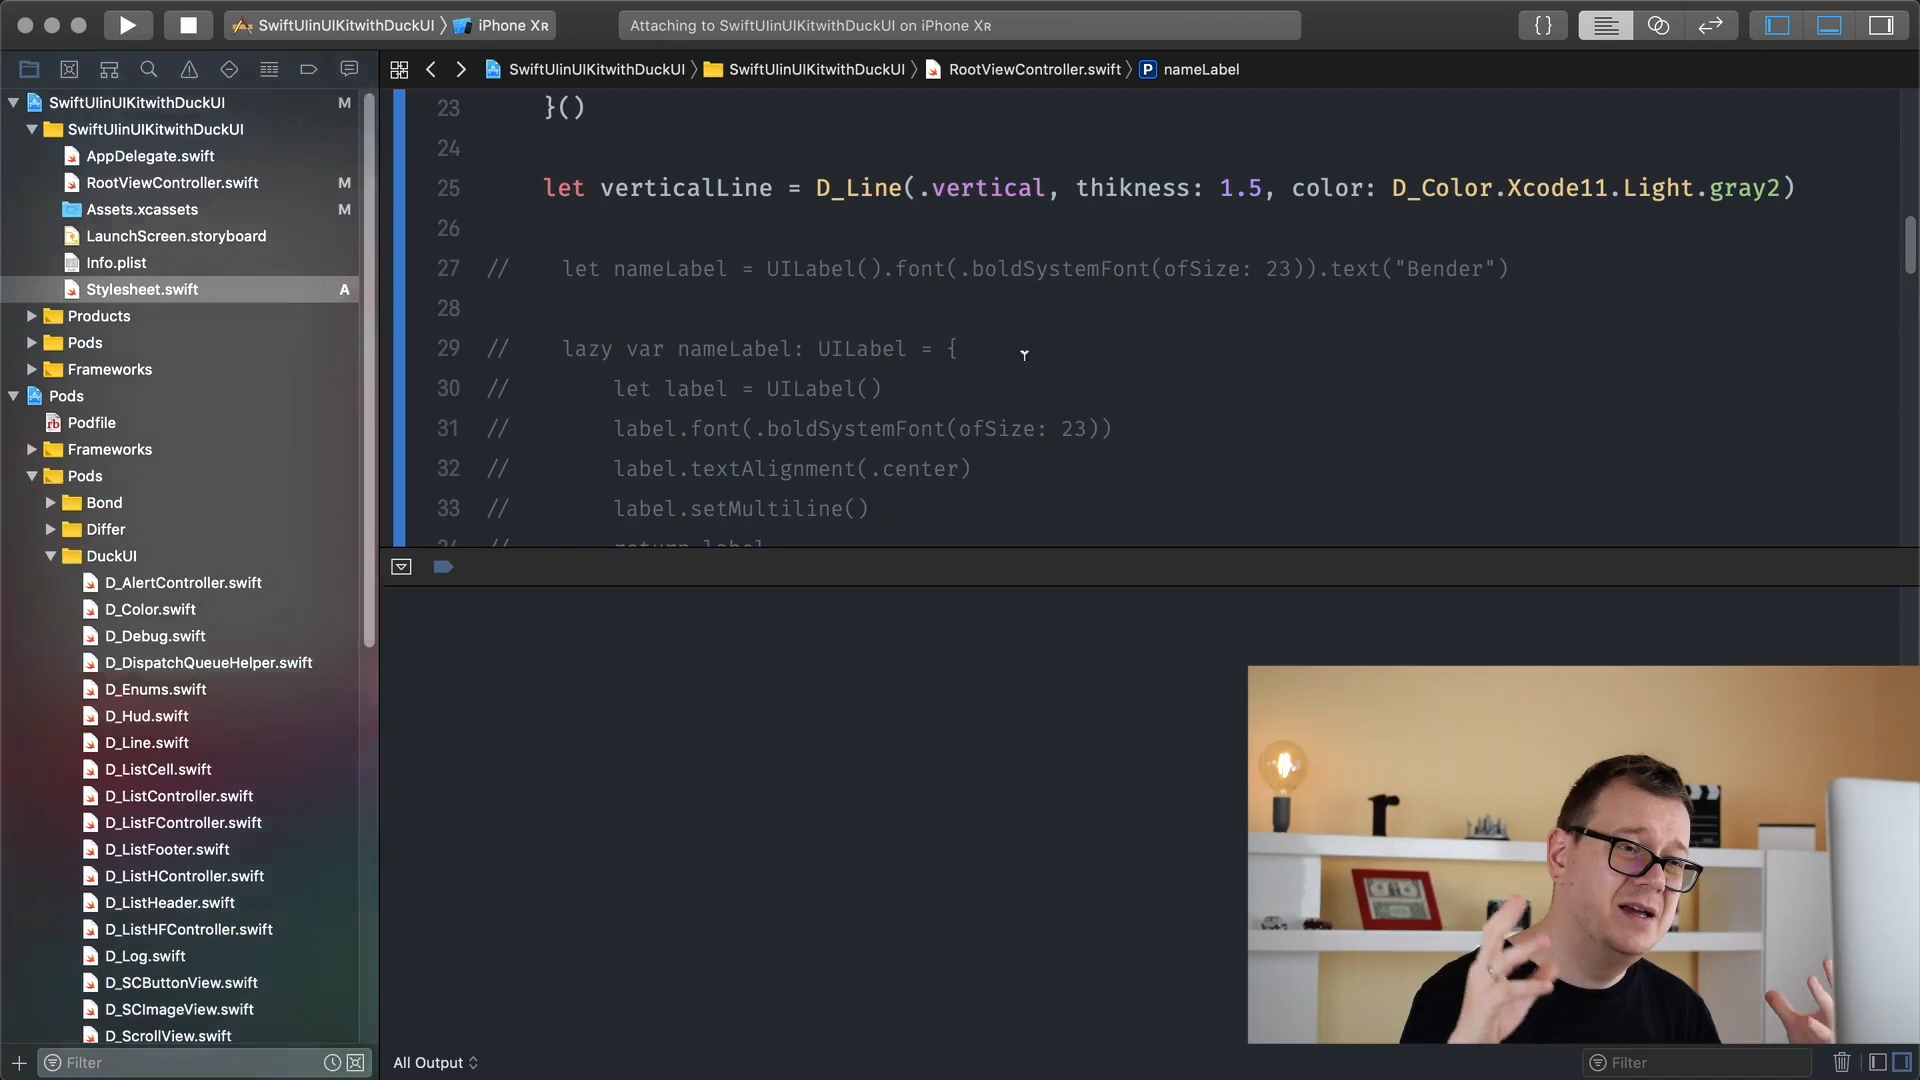 SwiftUIinUIKitwithDuckUI
iPhone XR
Attaching to SwiftUIinUIKitwithDuckUI on iPhone XR
{}
SwiftUIinUIKitwithDuckUI
SwiftUIinUIKitwithDuckUI
RootViewController.swift
P
nameLabel
SwiftUIinUIKitwithDuckUI M
SwiftUIinUIKitwithDuckUI
AppDelegate.swift
RootViewController.swift M
Assets.xcassets M
LaunchScreen.storyboard
Info.plist
Stylesheet.swift A
Products
Pods
Frameworks
Pods
rb Podfile
Frameworks
Pods
Bond
Differ
DuckUI
D_AlertController.swift
D_Color.swift
D_Debug.swift
D_DispatchQueueHelper.swift
D_Enums.swift
D_Hud.swift
D_Line.swift
D_ListCell.swift
D_ListController.swift
D_ListFController.swift
D_ListFooter.swift
D_ListHController.swift
D_ListHeader.swift
D_ListHFController.swift
D_Log.swift
D_SCButtonView.swift
D_SCImageView.swift
D_ScrollView.swift
Filter
23 }()
24
25 let verticalLine = D_Line(.vertical, thikness: 1.5, color: D_Color.Xcode11.Light.gray2)
26
27 // let nameLabel = UILabel().font(.boldSystemFont(ofSize: 23)).text("Bender")
28
29 // lazy var nameLabel: UILabel = {
30 // let label = UILabel()
31 // label.font(.boldSystemFont(ofSize: 23))
32 // label.textAlignment(.center)
33 // label.setMultiline()
34 // return label
All Output
Filter